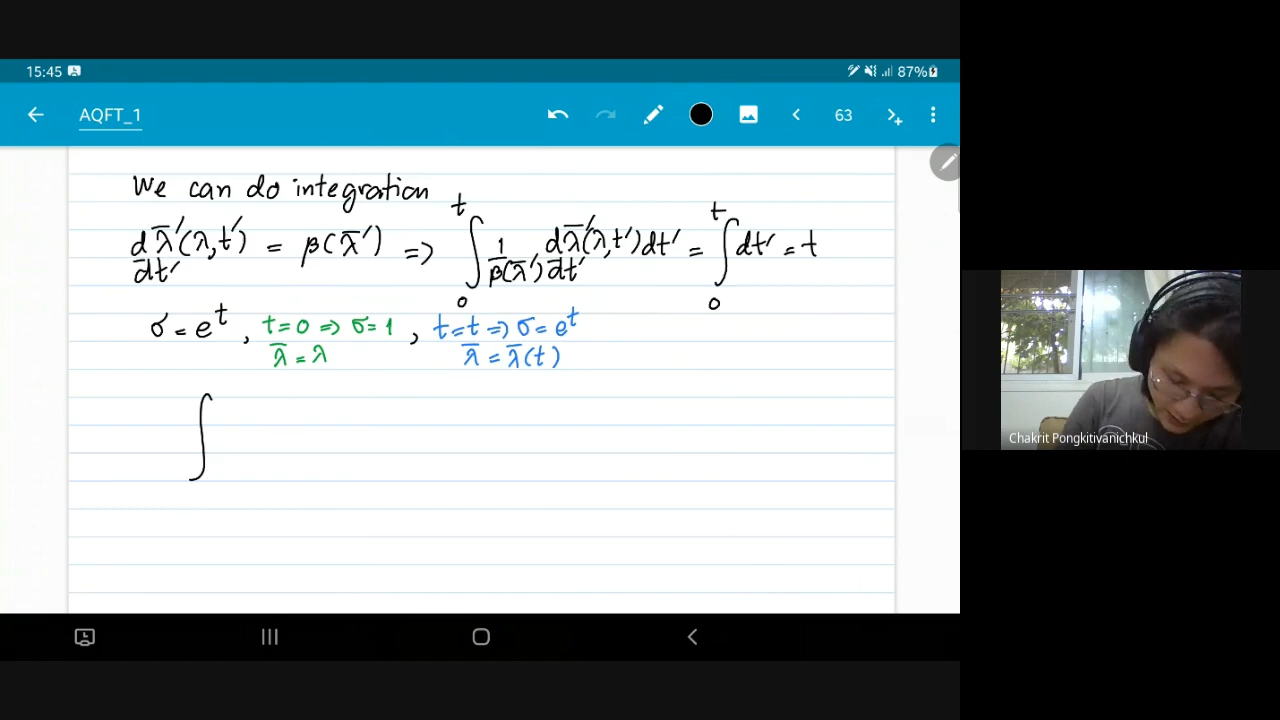 15:45 87%
AQFT_1 63
We can do integration
dλ̄′(λ,t′)/dt′ = β(λ̄′) => ∫₀ᵗ 1/β(λ̄′) dλ̄′(λ,t′)/dt′ dt′ = ∫₀ᵗ dt′ = t
σ = eᵗ , t=0 => σ=1 , t=t => σ=eᵗ
λ̄ = λ λ̄ = λ̄(t)
∫
Chakrit Pongkitivanichkul